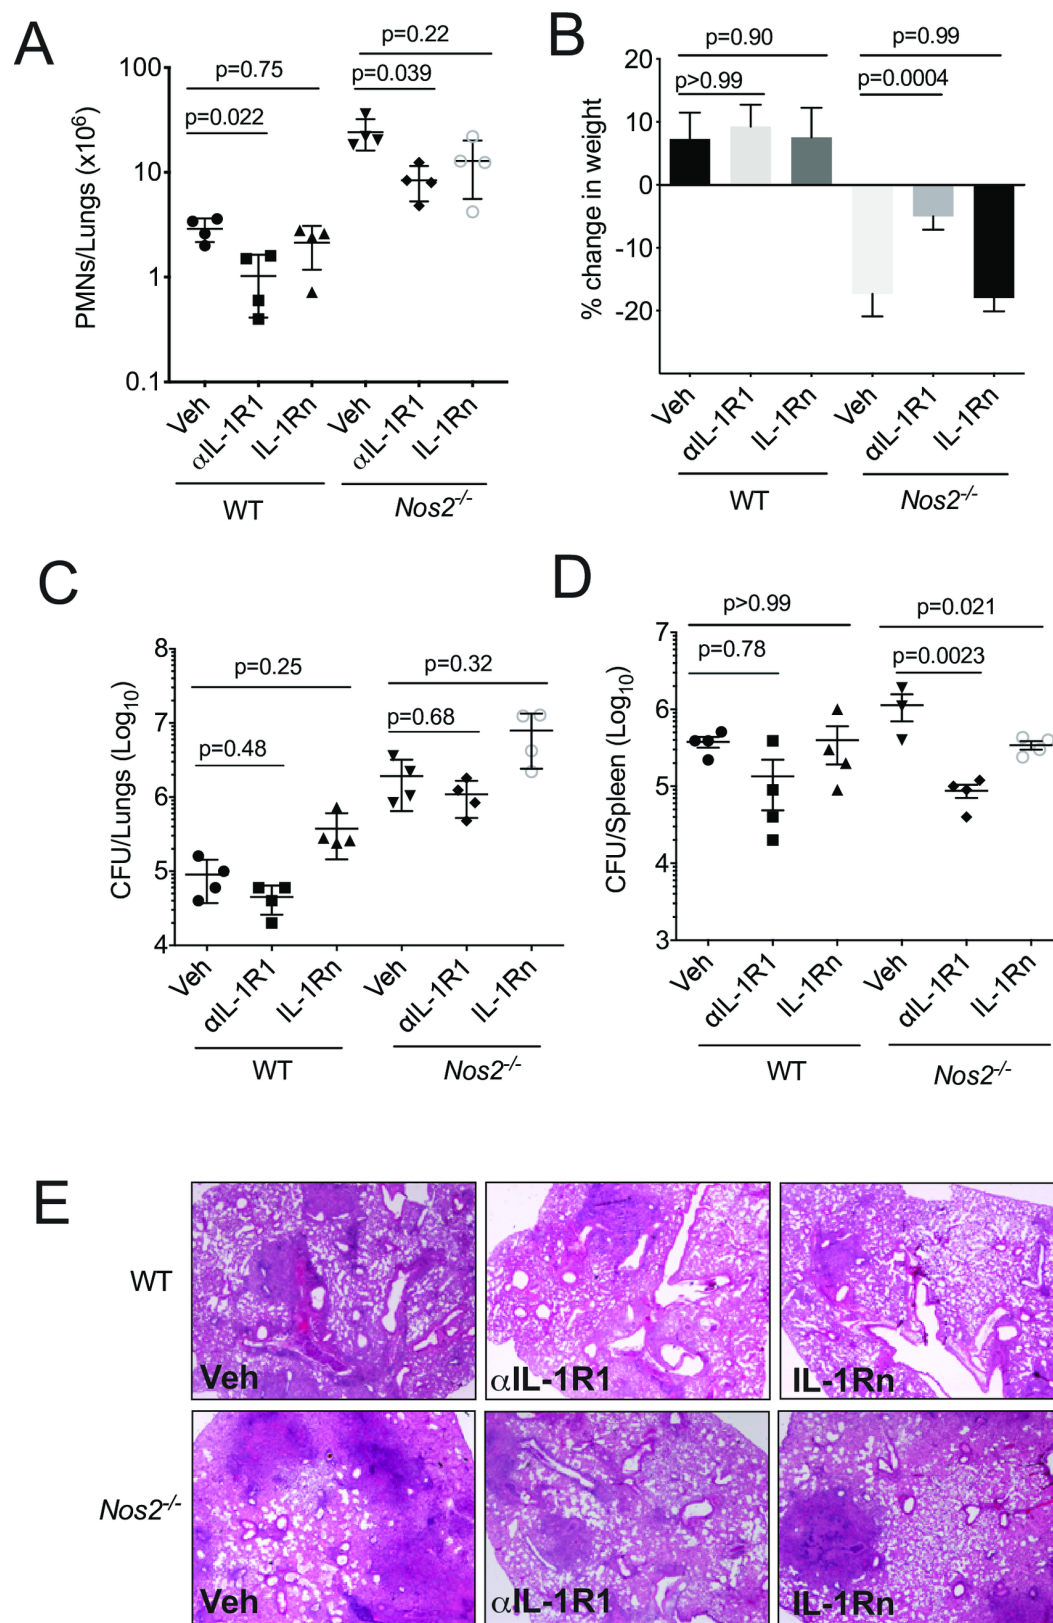 A
p=0.22
p=0.75
p=0.039
p=0.022
PMNs/Lungs (x10⁶)
100
10
1
0.1
Veh
αIL-1R1
IL-1Rn
Veh
αIL-1R1
IL-1Rn
WT
Nos2⁻/⁻
B
p=0.90
p=0.99
p>0.99
p=0.0004
% change in weight
20
10
0
-10
-20
Veh
αIL-1R1
IL-1Rn
Veh
αIL-1R1
IL-1Rn
WT
Nos2⁻/⁻
C
p=0.25
p=0.32
p=0.48
p=0.68
CFU/Lungs (Log₁₀)
8
7
6
5
4
Veh
αIL-1R1
IL-1Rn
Veh
αIL-1R1
IL-1Rn
WT
Nos2⁻/⁻
D
p>0.99
p=0.021
p=0.78
p=0.0023
CFU/Spleen (Log₁₀)
7
6
5
4
3
Veh
αIL-1R1
IL-1Rn
Veh
αIL-1R1
IL-1Rn
WT
Nos2⁻/⁻
E
WT
Veh
αIL-1R1
IL-1Rn
Nos2⁻/⁻
Veh
αIL-1R1
IL-1Rn